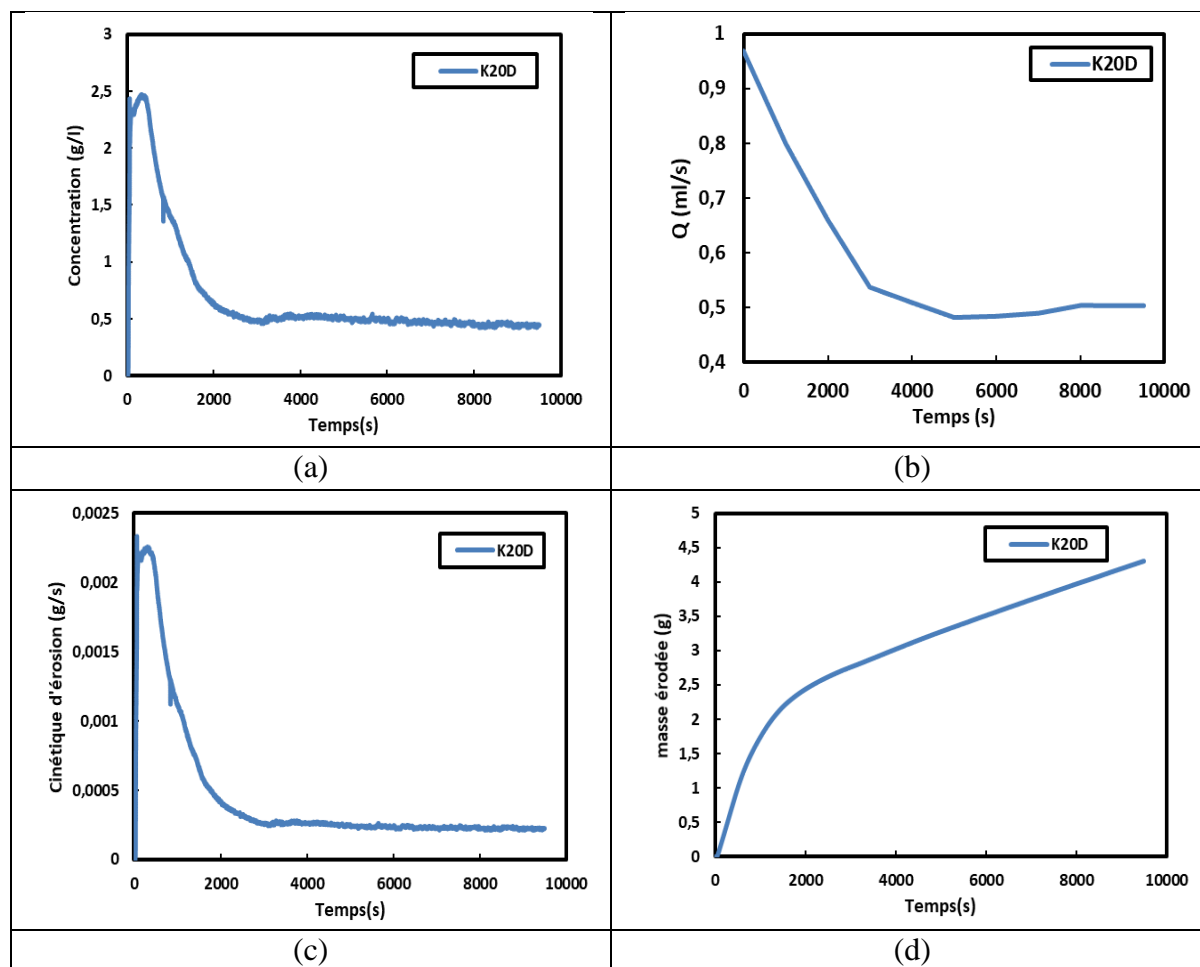 3
2,5
2
1,5
1
0,5
0
Concentration (g/l)
K20D
0 2000 4000 6000 8000 10000
Temps(s)
1
0,9
0,8
0,7
0,6
0,5
0,4
Q (ml/s)
K20D
0 2000 4000 6000 8000 10000
Temps (s)
(a)
(b)
0,0025
0,002
0,0015
0,001
0,0005
0
Cinétique d'érosion (g/s)
K20D
0 2000 4000 6000 8000 10000
Temps(s)
5
4,5
4
3,5
3
2,5
2
1,5
1
0,5
0
masse érodée (g)
K20D
0 2000 4000 6000 8000 10000
Temps(s)
(c)
(d)